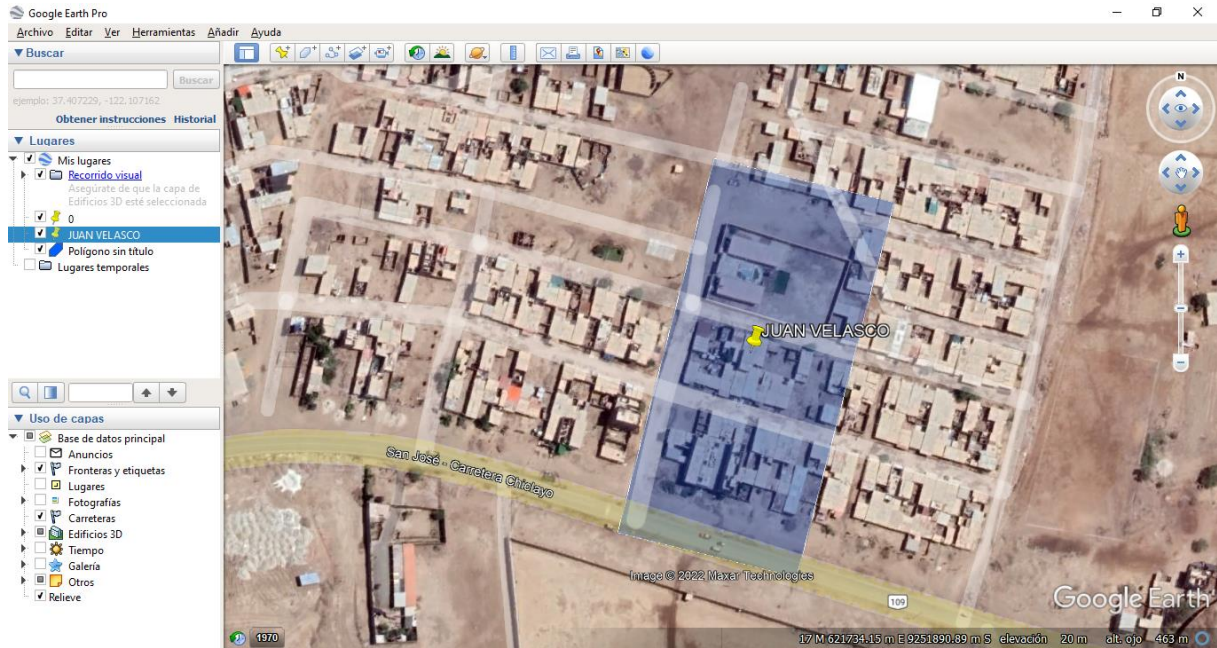 Google Earth Pro
Archivo Editar Ver Herramientas Añadir Ayuda
Buscar
Buscar
ejemplo: 37.407229, -122.107162
Obtener instrucciones Historial
Lugares
Mis lugares
Recorrido visual
Asegúrate de que la capa de
Edificios 3D esté seleccionada
0
JUAN VELASCO
Polígono sin título
Lugares temporales
Uso de capas
Base de datos principal
Anuncios
Fronteras y etiquetas
Lugares
Fotografías
Carreteras
Edificios 3D
Tiempo
Galería
Otros
Relieve
N
JUAN VELASCO
San José - Carretera Chiclayo
Image © 2022 Maxar Technologies
109
Google Earth
1970
17 M 621734.15 m E 9251890.89 m S elevación 20 m alt. ojo 463 m